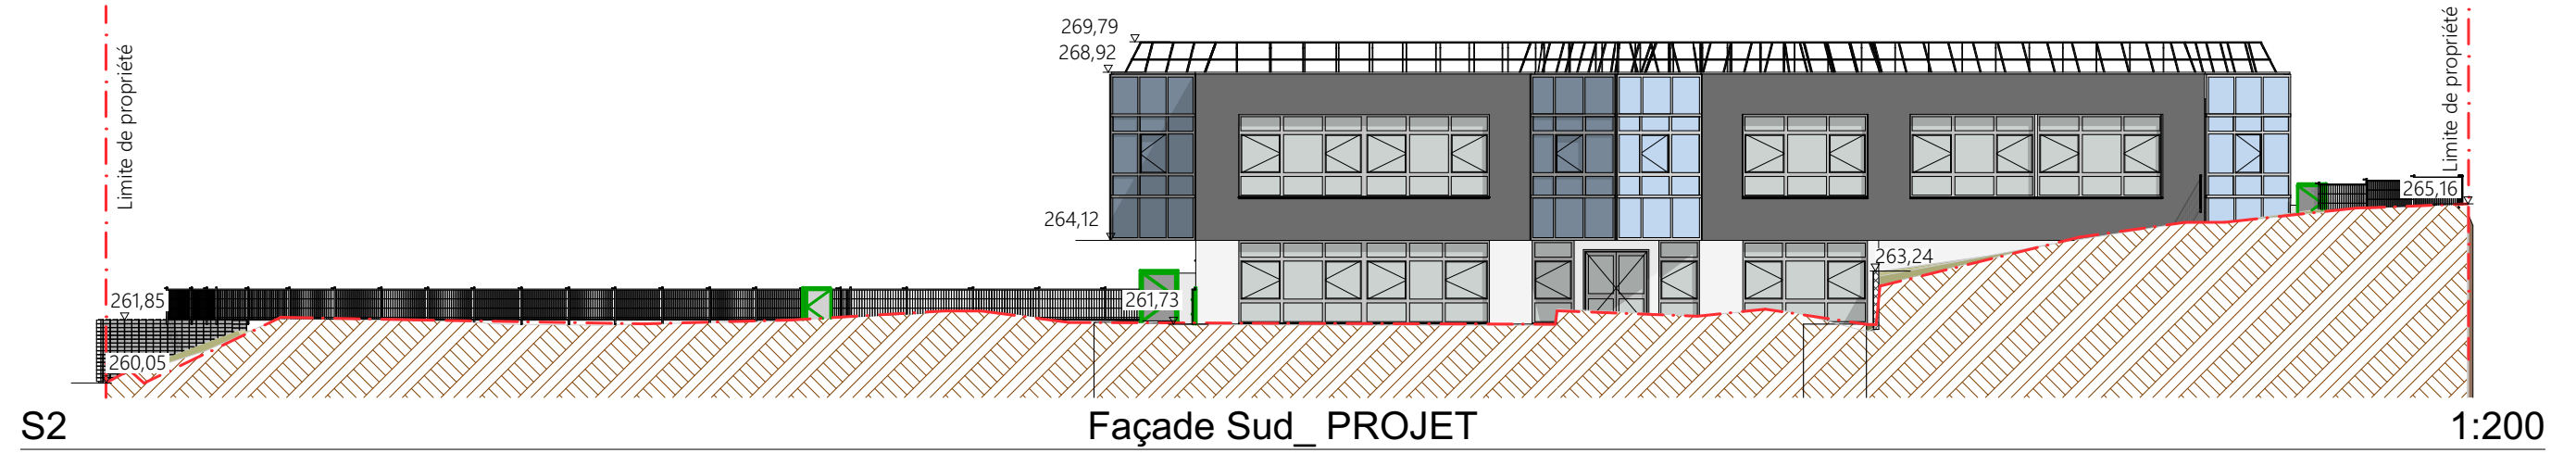 269,79
268,92
Limite de propriété
Limite de propriété
265,16
264,12
263,24
261,85
261,73
260,05
S2
Façade Sud_ PROJET
1:200